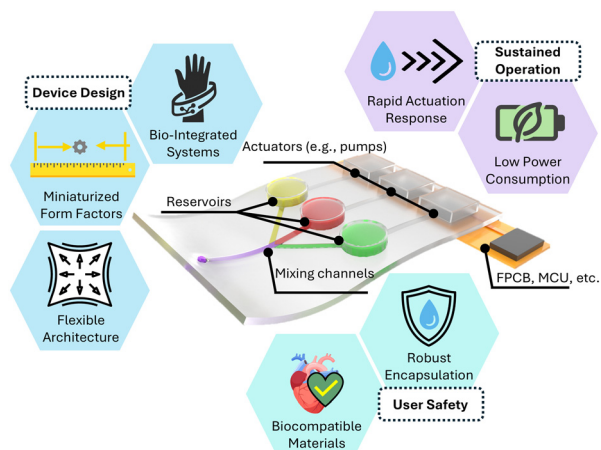 Device Design
Bio-Integrated
Systems
Miniaturized
Form Factors
Flexible
Architecture
Rapid Actuation
Response
Sustained
Operation
Low Power
Consumption
Actuators (e.g., pumps)
Reservoirs
Mixing channels
FPCB, MCU, etc.
Robust
Encapsulation
Biocompatible
Materials
User Safety